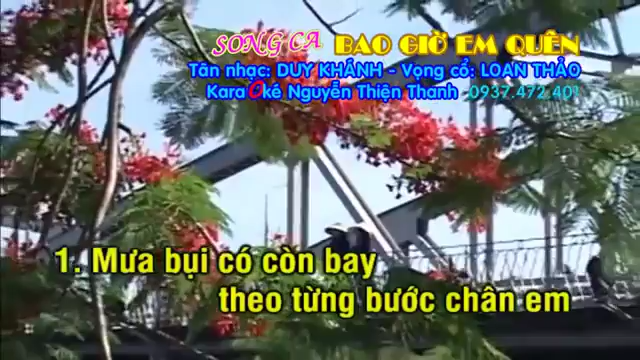 SONG CA BAO GIỜ EM QUÊN
Tân nhạc: DUY KHÁNH - Vọng cổ: LOAN THẢO
KaraOké Nguyễn Thiện Thanh 0937.472.401
1. Mưa bụi có còn bay
theo từng bước chân em